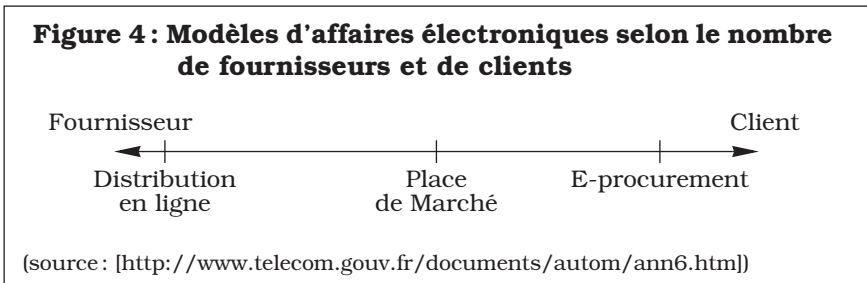 Figure 4 : Modèles d’affaires électroniques selon le nombre
de fournisseurs et de clients
Fournisseur Client
Distribution Place E-procurement
en ligne de Marché
(source : [http://www.telecom.gouv.fr/documents/autom/ann6.htm])